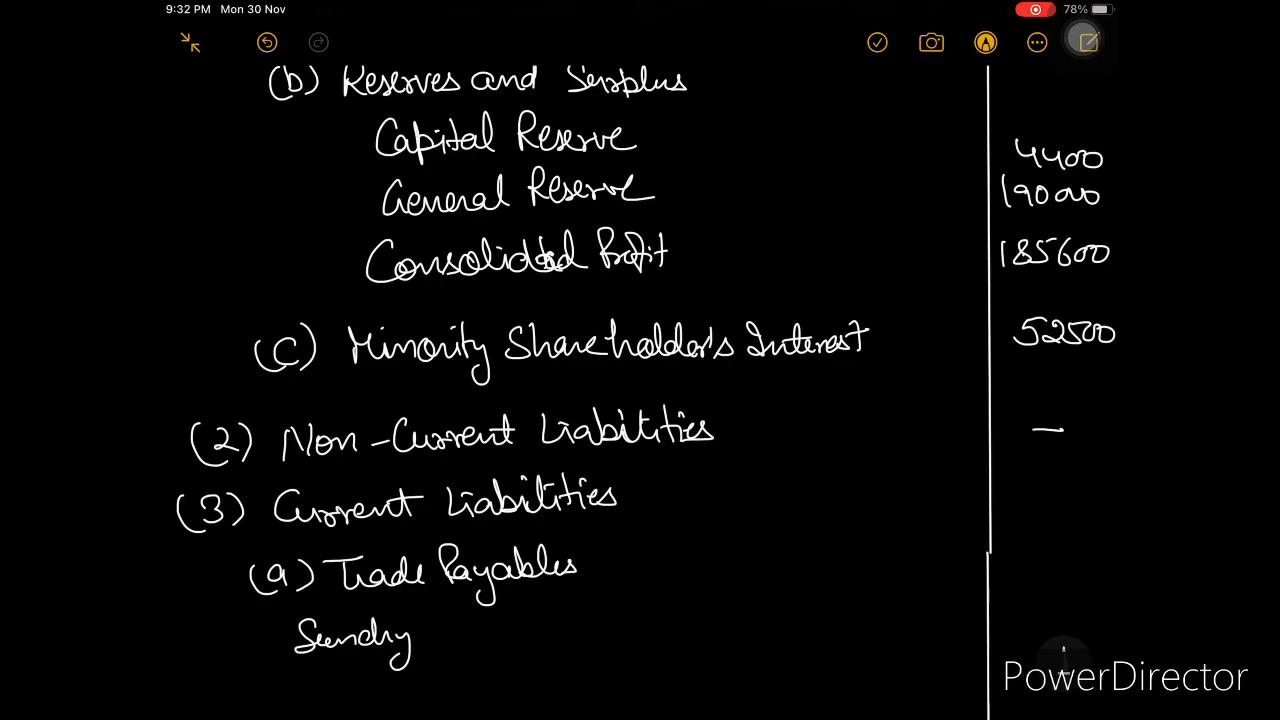 9:32 PM Mon 30 Nov 78%
(b) Reserves and Surplus
Capital Reserve 4400
General Reserve 190000
Consolidated Profit 185600
(C) Minority Shareholder's Interest 52500
(2) Non-Current Liabilities —
(3) Current Liabilities
(a) Trade Payables
Sundry
PowerDirector